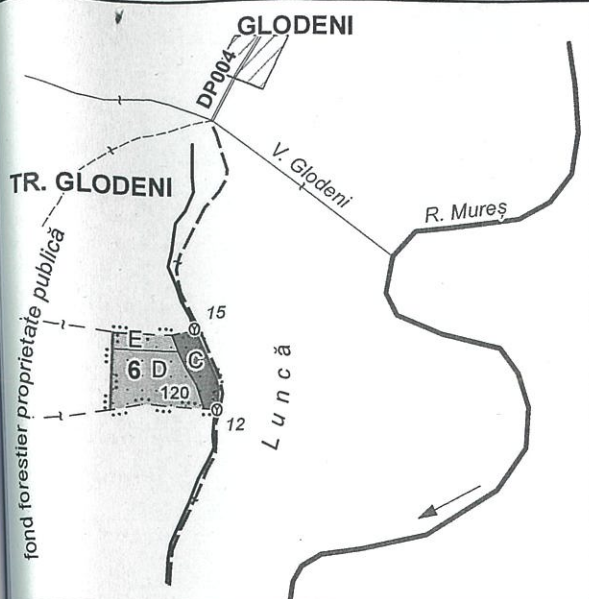 GLODENI
DP004
V. Glodeni
TR. GLODENI
R. Mureș
fond forestier proprietate publică
15
E
C
6 D
120
12
Luncă